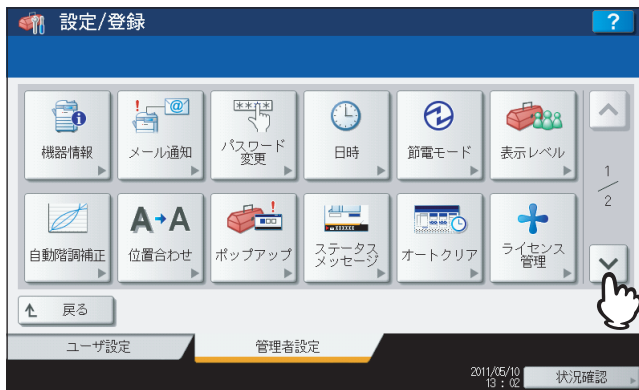 設定/登録
?
機器情報
! @
メール通知
****
パスワード
変更
日時
節電モード
表示レベル
1
/
2
自動階調補正
A→A
位置合わせ
!
ポップアップ
ステータス
メッセージ
オートクリア
ライセンス
管理
戻る
ユーザ設定
管理者設定
2011/05/10
13 : 02
状況確認